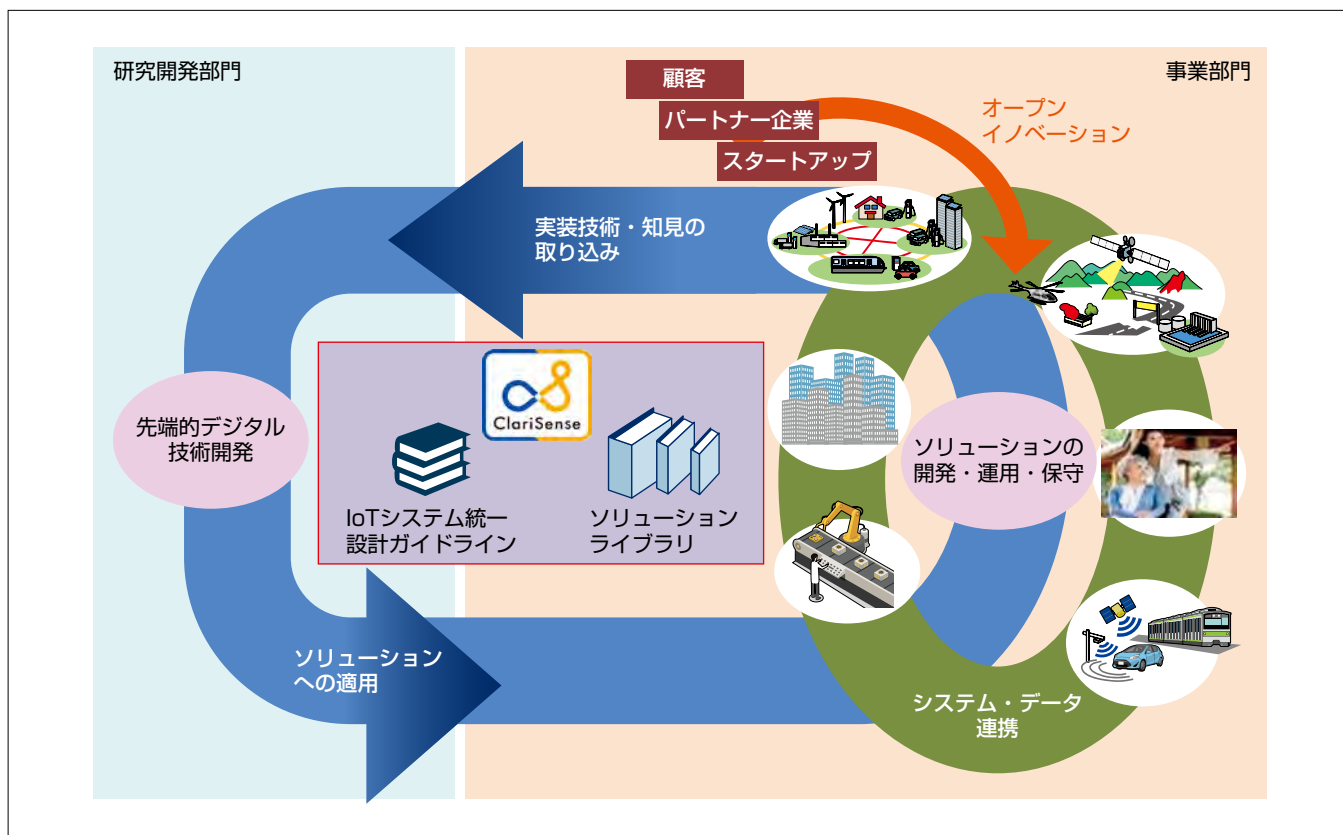 研究開発部門
事業部門
顧客
パートナー企業
スタートアップ
オープン
イノベーション
実装技術・知見の
取り込み
ClariSense
先端的デジタル
技術開発
IoTシステム統一
設計ガイドライン
ソリューション
ライブラリ
ソリューションの
開発・運用・保守
ソリューション
への適用
システム・データ
連携